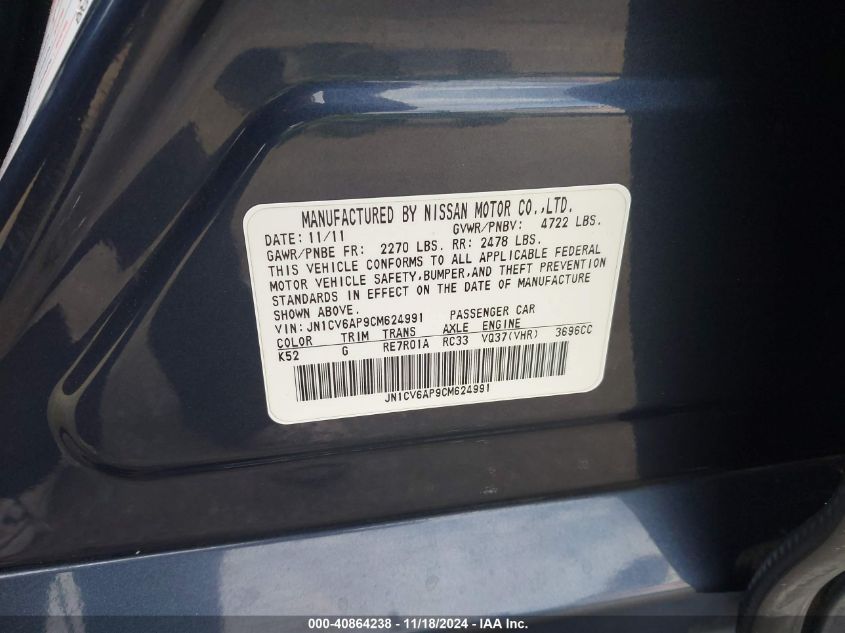 MANUFACTURED BY NISSAN MOTOR CO.,LTD.
DATE: 11/11 GVWR/PNBV: 4722 LBS.
GAWR/PNBE FR: 2270 LBS. RR: 2478 LBS.
THIS VEHICLE CONFORMS TO ALL APPLICABLE FEDERAL
MOTOR VEHICLE SAFETY,BUMPER,AND THEFT PREVENTION
STANDARDS IN EFFECT ON THE DATE OF MANUFACTURE
SHOWN ABOVE.
VIN: JN1CV6AP9CM624991 PASSENGER CAR
COLOR TRIM TRANS AXLE ENGINE
K52 G RE7R01A RC33 VQ37(VHR) 3696CC
JN1CV6AP9CM624991
000-40864238 - 11/18/2024 - IAA Inc.